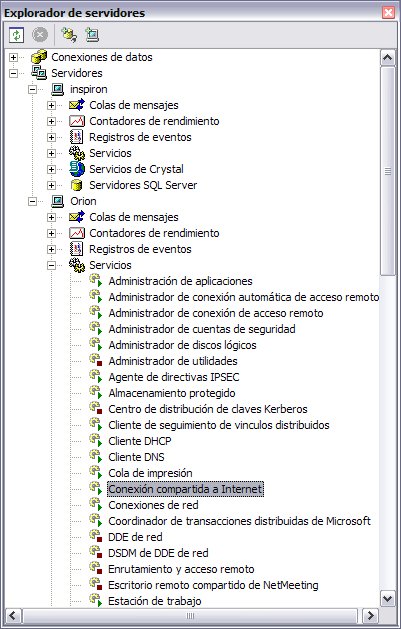 Explorador de servidores
Conexiones de datos
Servidores
inspiron
Colas de mensajes
Contadores de rendimiento
Registros de eventos
Servicios
Servicios de Crystal
Servidores SQL Server
Orion
Colas de mensajes
Contadores de rendimiento
Registros de eventos
Servicios
Administración de aplicaciones
Administrador de conexión automática de acceso remoto
Administrador de conexión de acceso remoto
Administrador de cuentas de seguridad
Administrador de discos lógicos
Administrador de utilidades
Agente de directivas IPSEC
Almacenamiento protegido
Centro de distribución de claves Kerberos
Cliente de seguimiento de vinculos distribuidos
Cliente DHCP
Cliente DNS
Cola de impresión
Conexión compartida a Internet
Conexiones de red
Coordinador de transacciones distribuidas de Microsoft
DDE de red
DSDM de DDE de red
Enrutamiento y acceso remoto
Escritorio remoto compartido de NetMeeting
Estación de trabajo